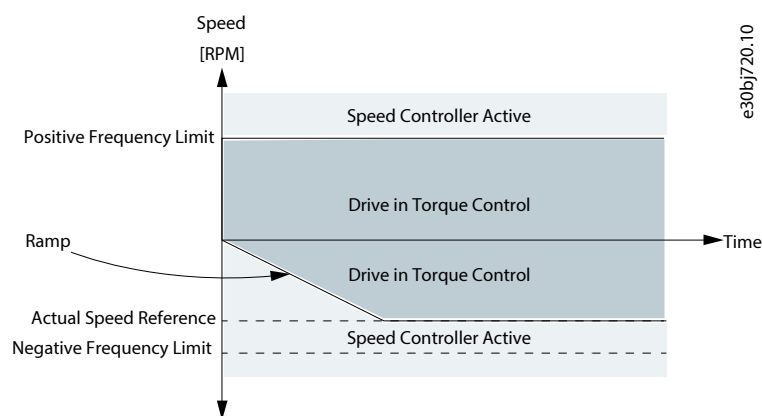 Speed
[RPM]
e30bj720.10
Speed Controller Active
Positive Frequency Limit
Drive in Torque Control
Ramp
Time
Drive in Torque Control
Actual Speed Reference
Speed Controller Active
Negative Frequency Limit